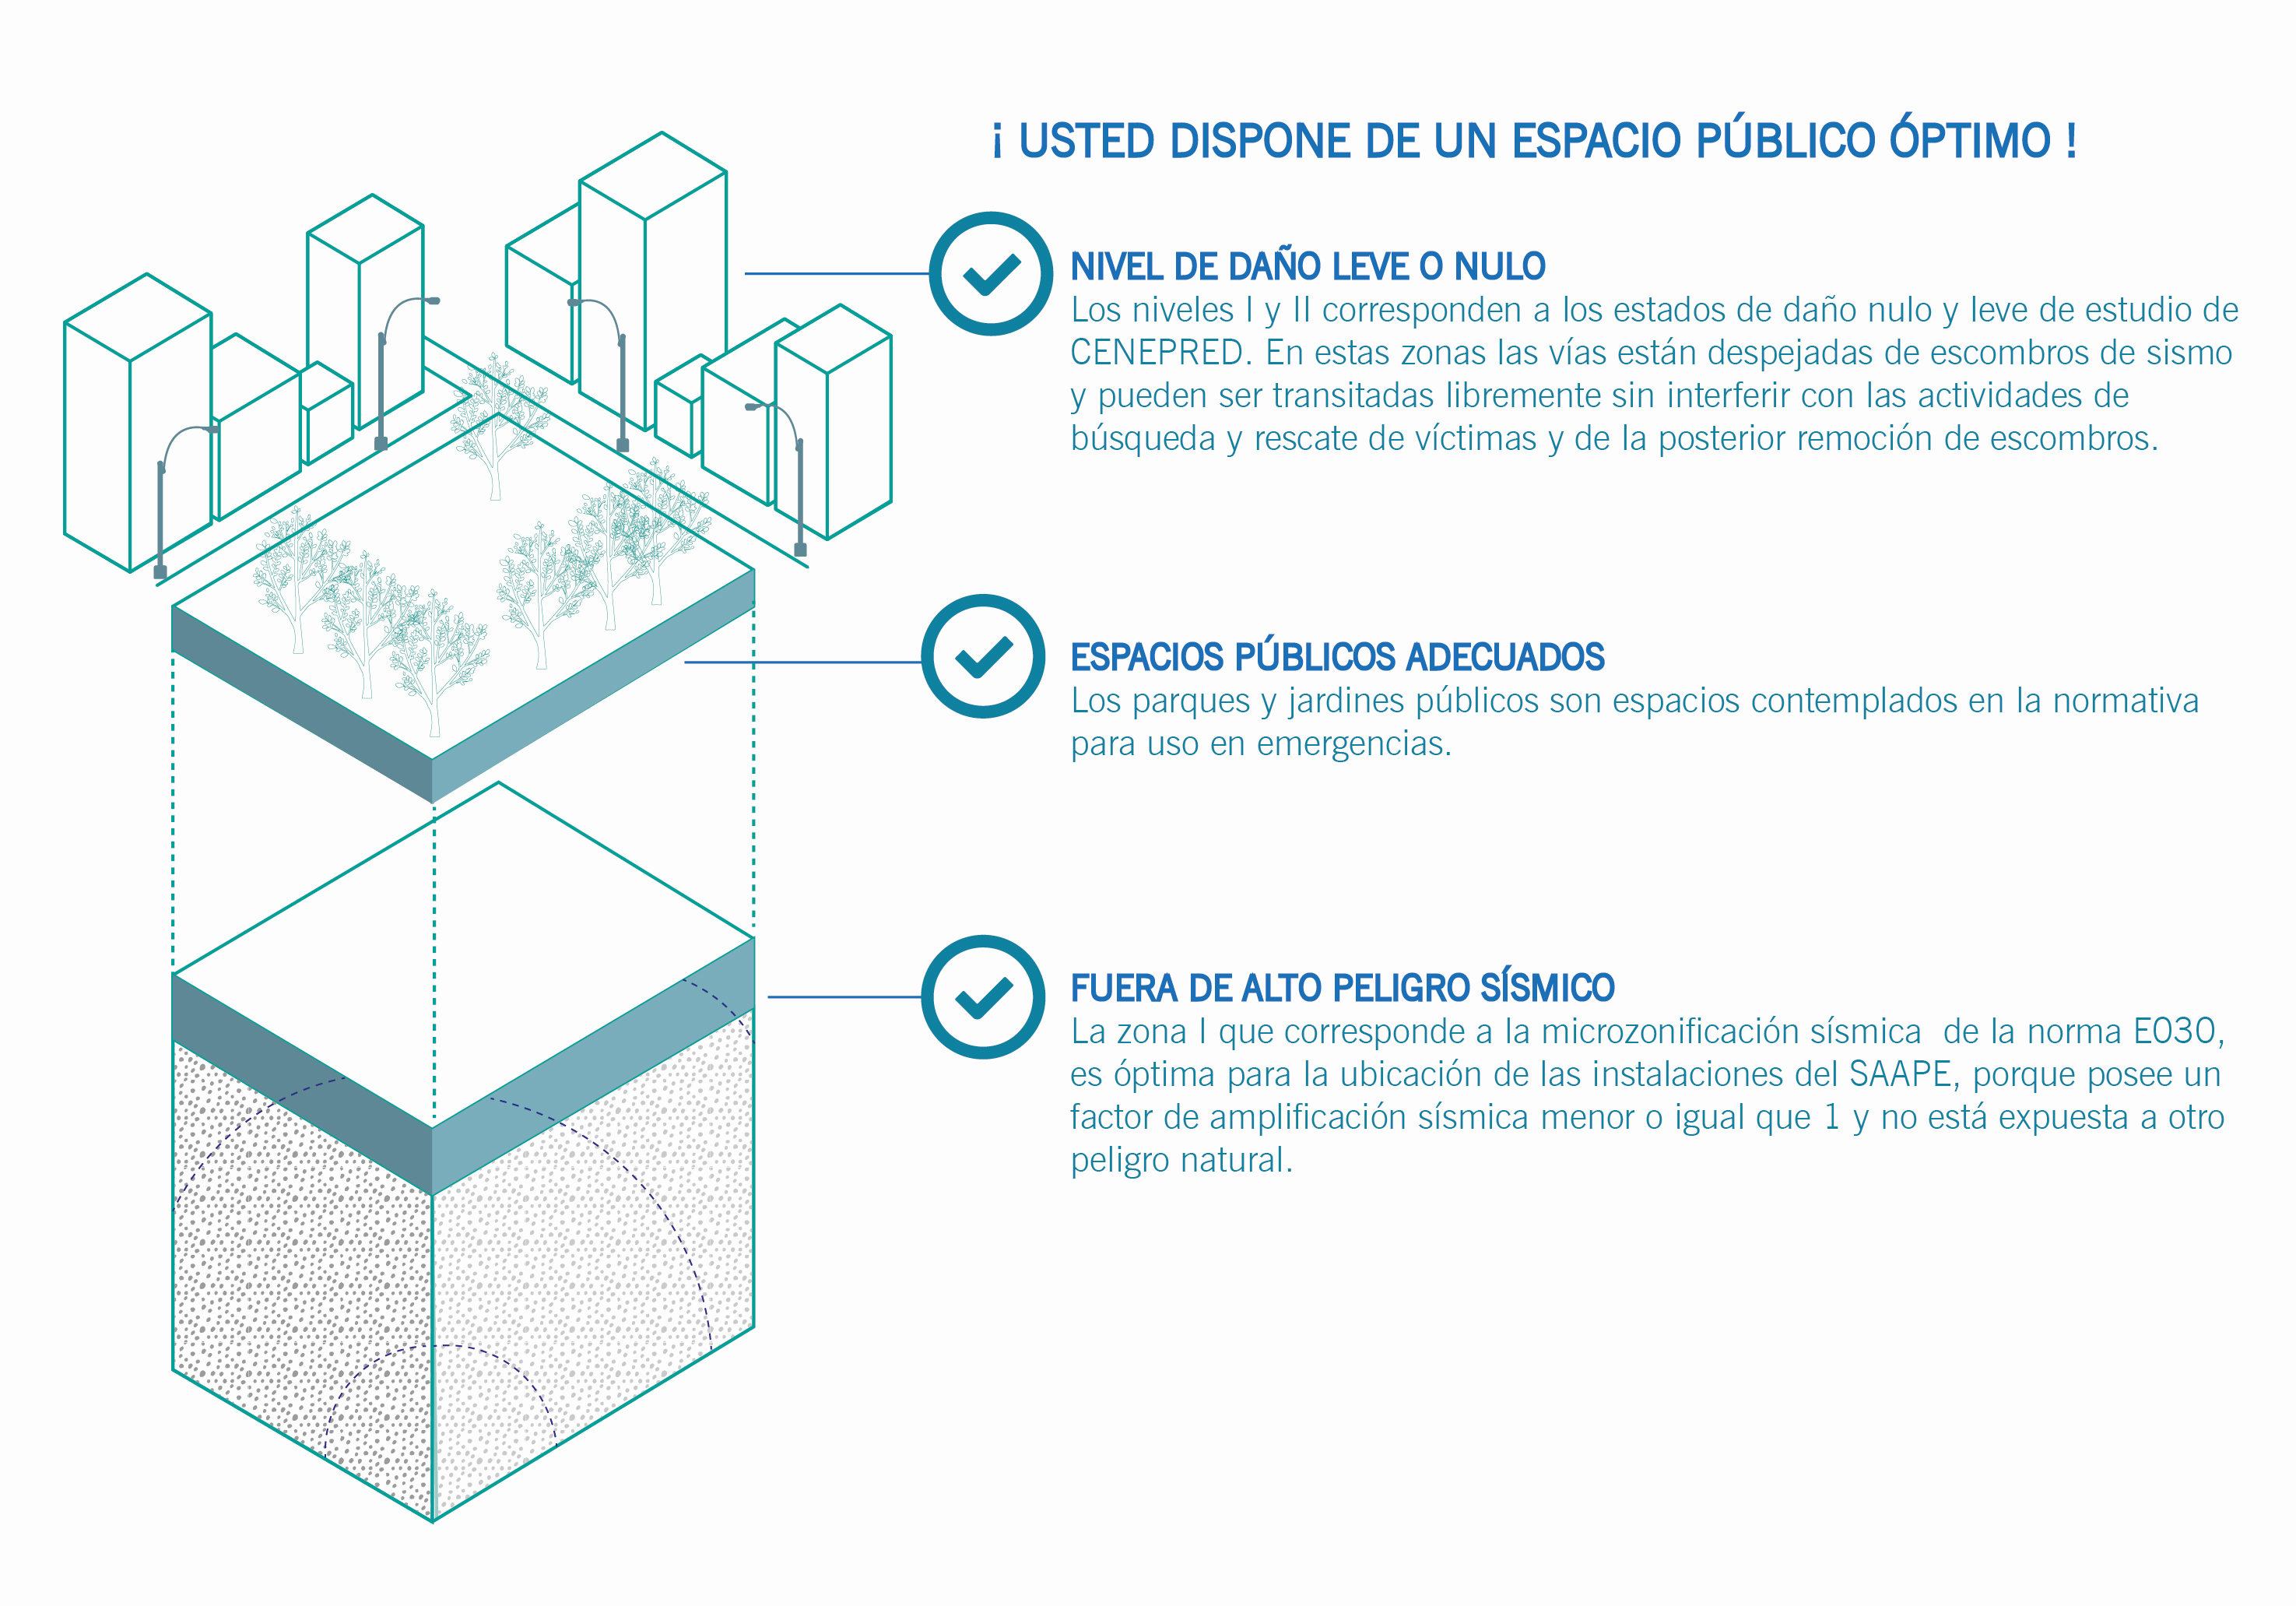 ¡ USTED DISPONE DE UN ESPACIO PÚBLICO ÓPTIMO !
NIVEL DE DAÑO LEVE O NULO
Los niveles I y II corresponden a los estados de daño nulo y leve de estudio de
CENEPRED. En estas zonas las vías están despejadas de escombros de sismo
y pueden ser transitadas libremente sin interferir con las actividades de
búsqueda y rescate de víctimas y de la posterior remoción de escombros.
ESPACIOS PÚBLICOS ADECUADOS
Los parques y jardines públicos son espacios contemplados en la normativa
para uso en emergencias.
FUERA DE ALTO PELIGRO SÍSMICO
La zona I que corresponde a la microzonificación sísmica  de la norma E030,
es óptima para la ubicación de las instalaciones del SAAPE, porque posee un
factor de amplificación sísmica menor o igual que 1 y no está expuesta a otro
peligro natural.